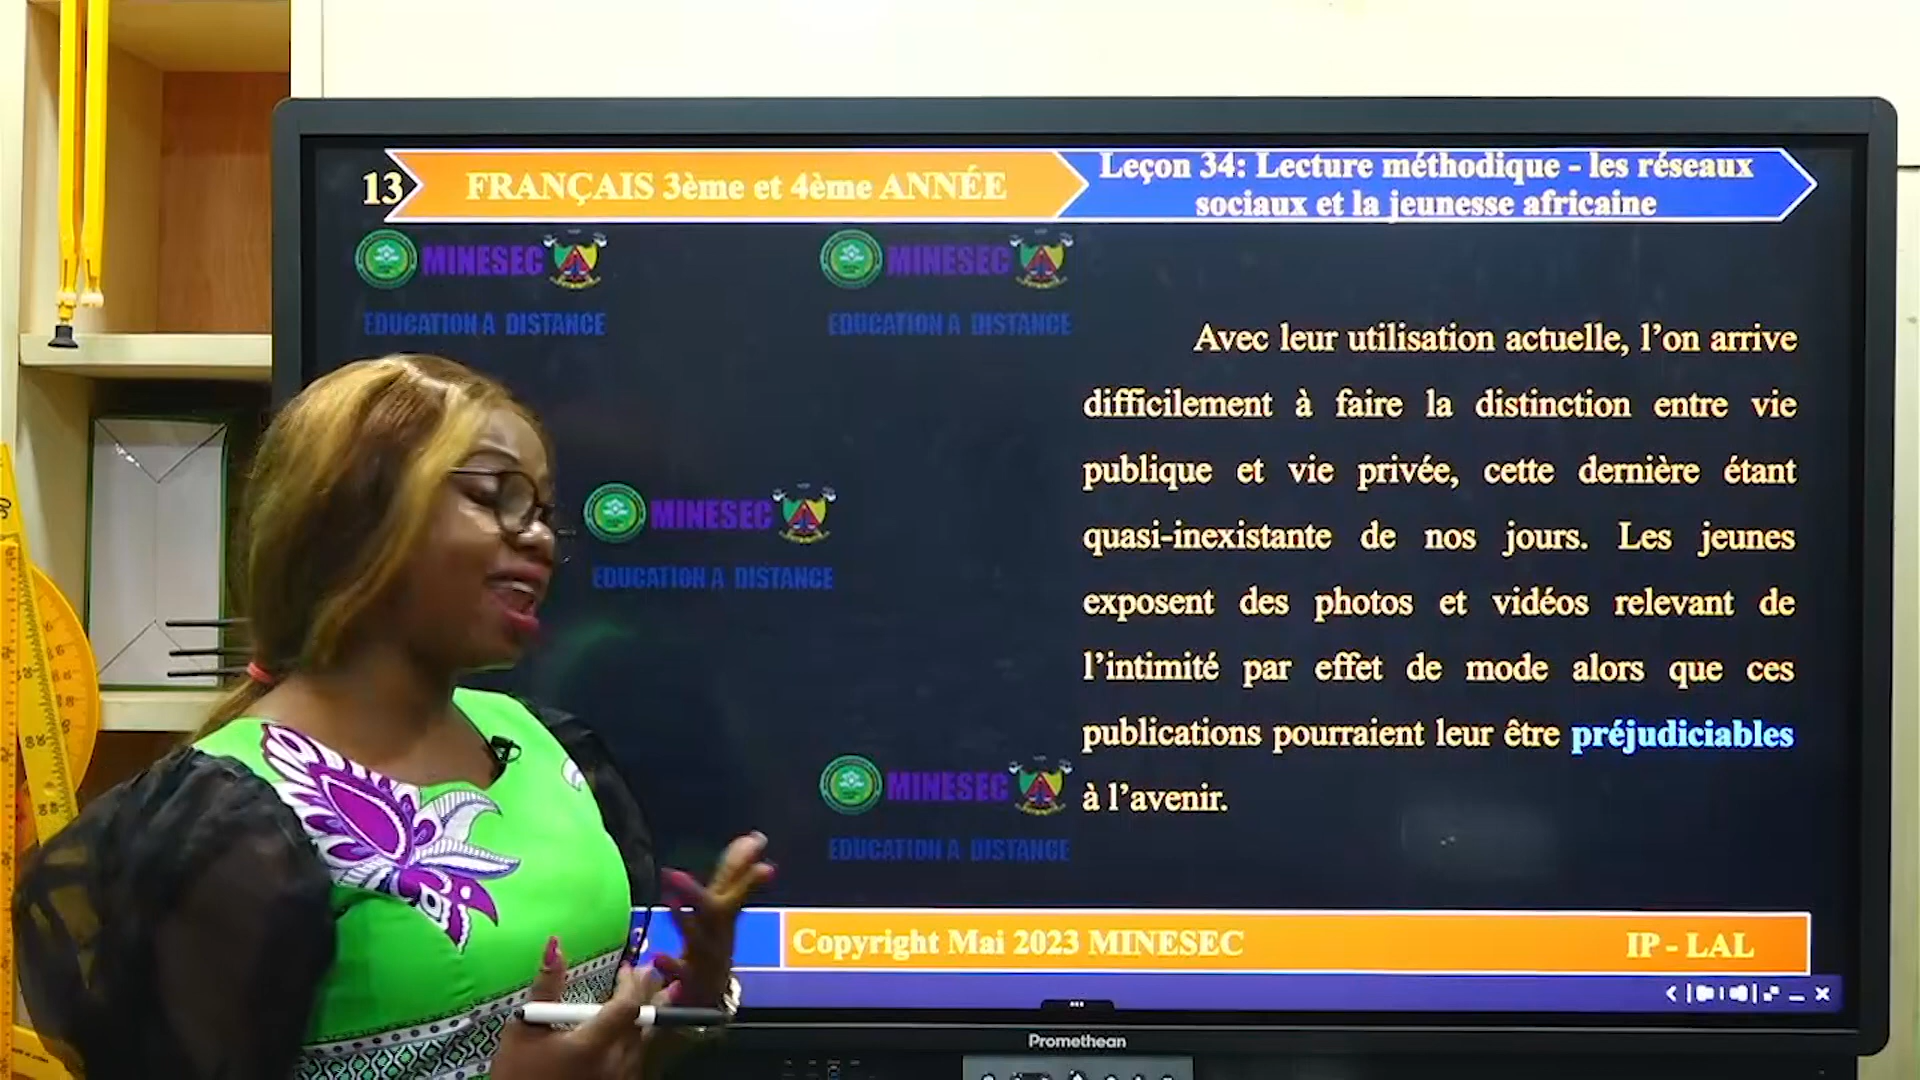 13
FRANÇAIS 3ème et 4ème ANNÉE
Leçon 34: Lecture méthodique - les réseaux
sociaux et la jeunesse africaine
MINESEC
EDUCATION A DISTANCE
MINESEC
EDUCATION A DISTANCE
Avec leur utilisation actuelle, l’on arrive
difficilement à faire la distinction entre vie
publique et vie privée, cette dernière étant
quasi-inexistante de nos jours. Les jeunes
exposent des photos et vidéos relevant de
l’intimité par effet de mode alors que ces
publications pourraient leur être préjudiciables
à l’avenir.
MINESEC
EDUCATION A DISTANCE
MINESEC
EDUCATION A DISTANCE
Copyright Mai 2023 MINESEC
IP - LAL
Promethean